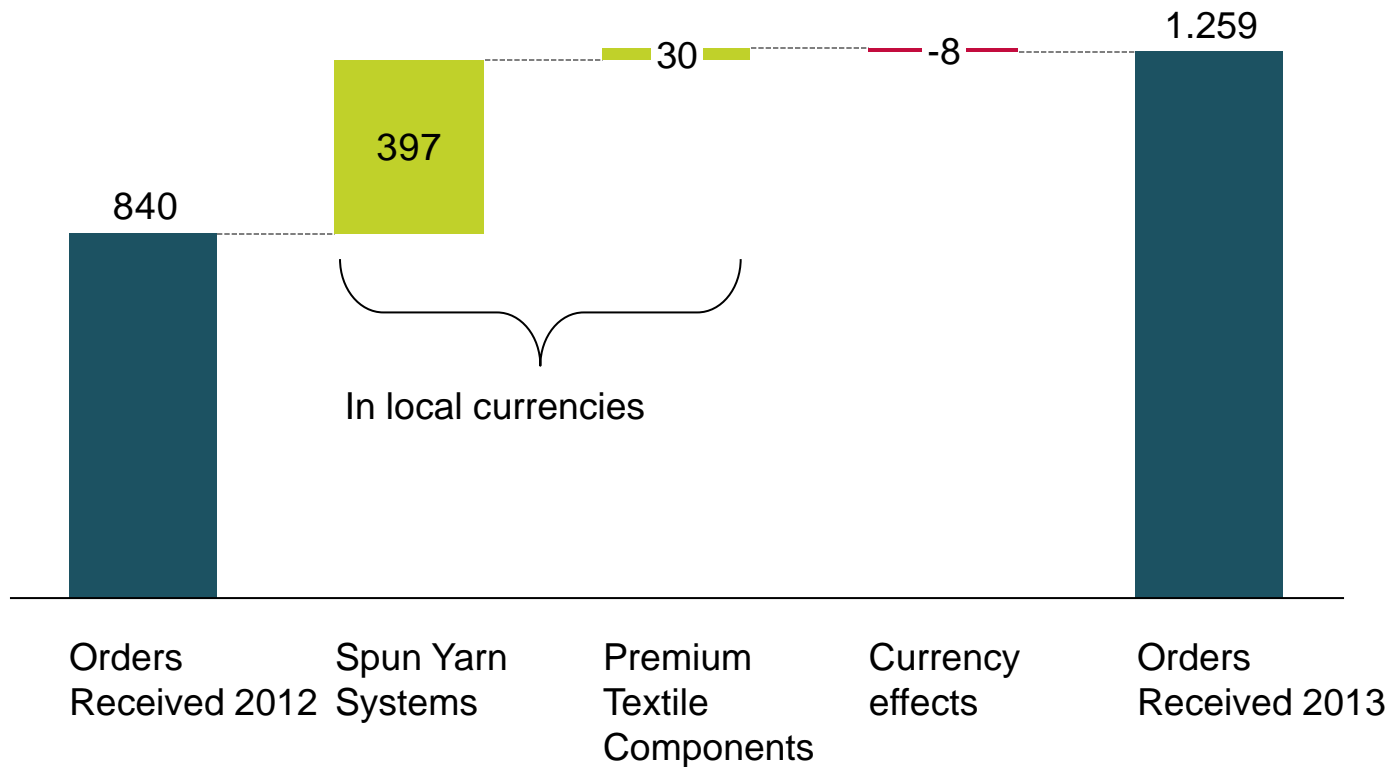 1.259
30
-8
397
840
In local currencies
Orders
Received 2012
Spun Yarn
Systems
Premium
Textile
Components
Currency
effects
Orders
Received 2013